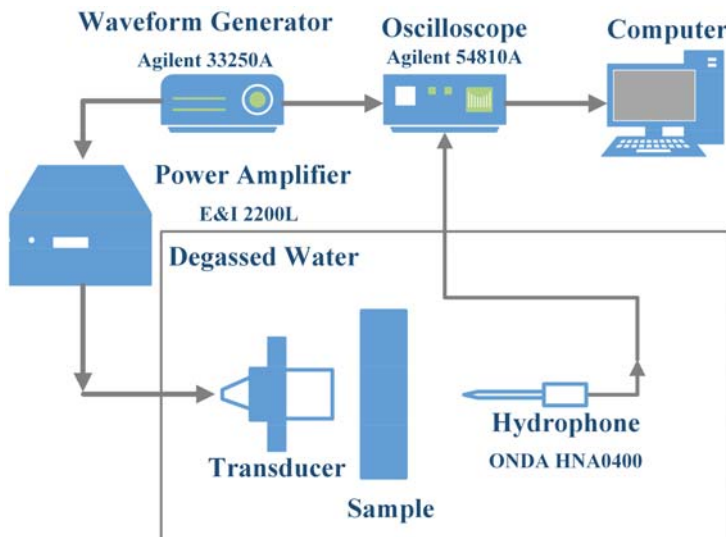 Waveform Generator
Agilent 33250A
Oscilloscope
Agilent 54810A
Computer
Power Amplifier
E&I 2200L
Degassed Water
Transducer
Sample
Hydrophone
ONDA HNA0400